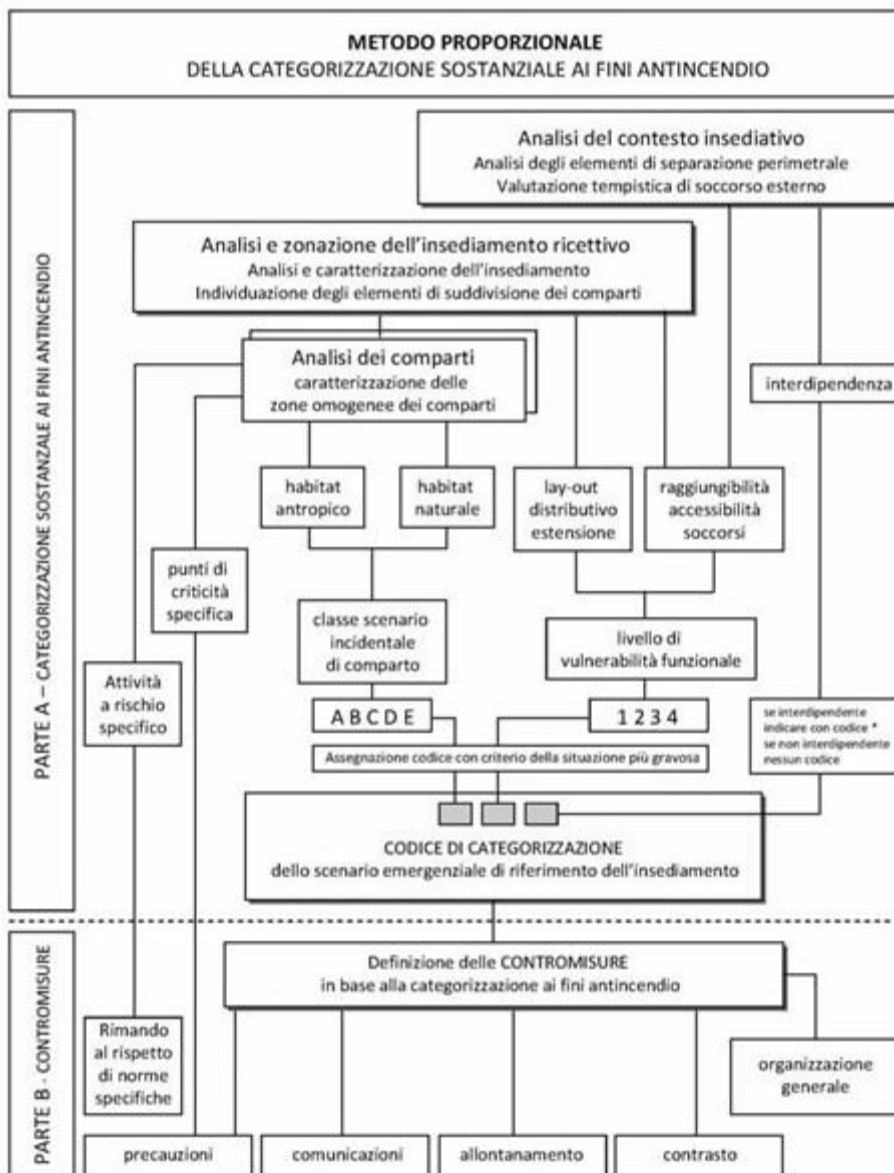 METODO PROPORZIONALE
DELLA CATEGORIZZAZIONE SOSTANZIALE AI FINI ANTINCENDIO
PARTE A – CATEGORIZZAZIONE SOSTANZALE AI FINI ANTINCENDIO
Analisi del contesto insediativo
Analisi degli elementi di separazione perimetrale
Valutazione tempistica di soccorso esterno
Analisi e zonazione dell'insediamento ricettivo
Analisi e caratterizzazione dell'insediamento
Individuazione degli elementi di suddivisione dei comparti
Analisi dei comparti
caratterizzazione delle
zone omogenee dei comparti
interdipendenza
habitat
antropico
habitat
naturale
lay-out
distributivo
estensione
raggiungibilità
accessibilità
soccorsi
punti di
criticità
specifica
classe scenario
incidentale
di comparto
livello di
vulnerabilità funzionale
Attività
a rischio
specifico
A B C D E
1 2 3 4
se interdipendente
indicare con codice *
se non interdipendente
nessun codice
Assegnazione codice con criterio della situazione più gravosa
CODICE DI CATEGORIZZAZIONE
dello scenario emergenziale di riferimento dell'insediamento
PARTE B - CONTROMISURE
Definizione delle CONTROMISURE
in base alla categorizzazione ai fini antincendio
Rimando
al rispetto
di norme
specifiche
organizzazione
generale
precauzioni
comunicazioni
allontanamento
contrasto